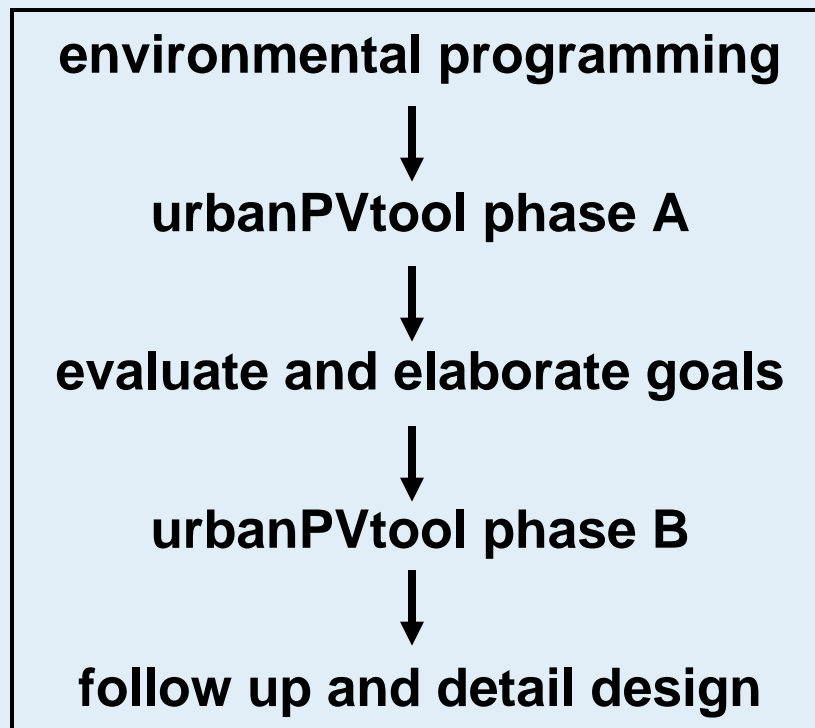 environmental programming
urbanPVtool phase A
evaluate and elaborate goals
urbanPVtool phase B
follow up and detail design